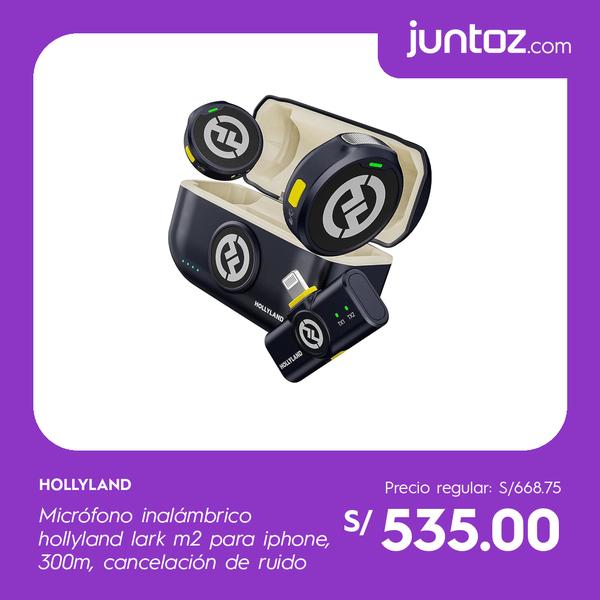 juntoz.com
HOLLYLAND
TX1 TX2
HOLLYLAND
HOLLYLAND
Precio regular: S/668.75
Micrófono inalámbrico
hollyland lark m2 para iphone,
300m, cancelación de ruido
S/ 535.00